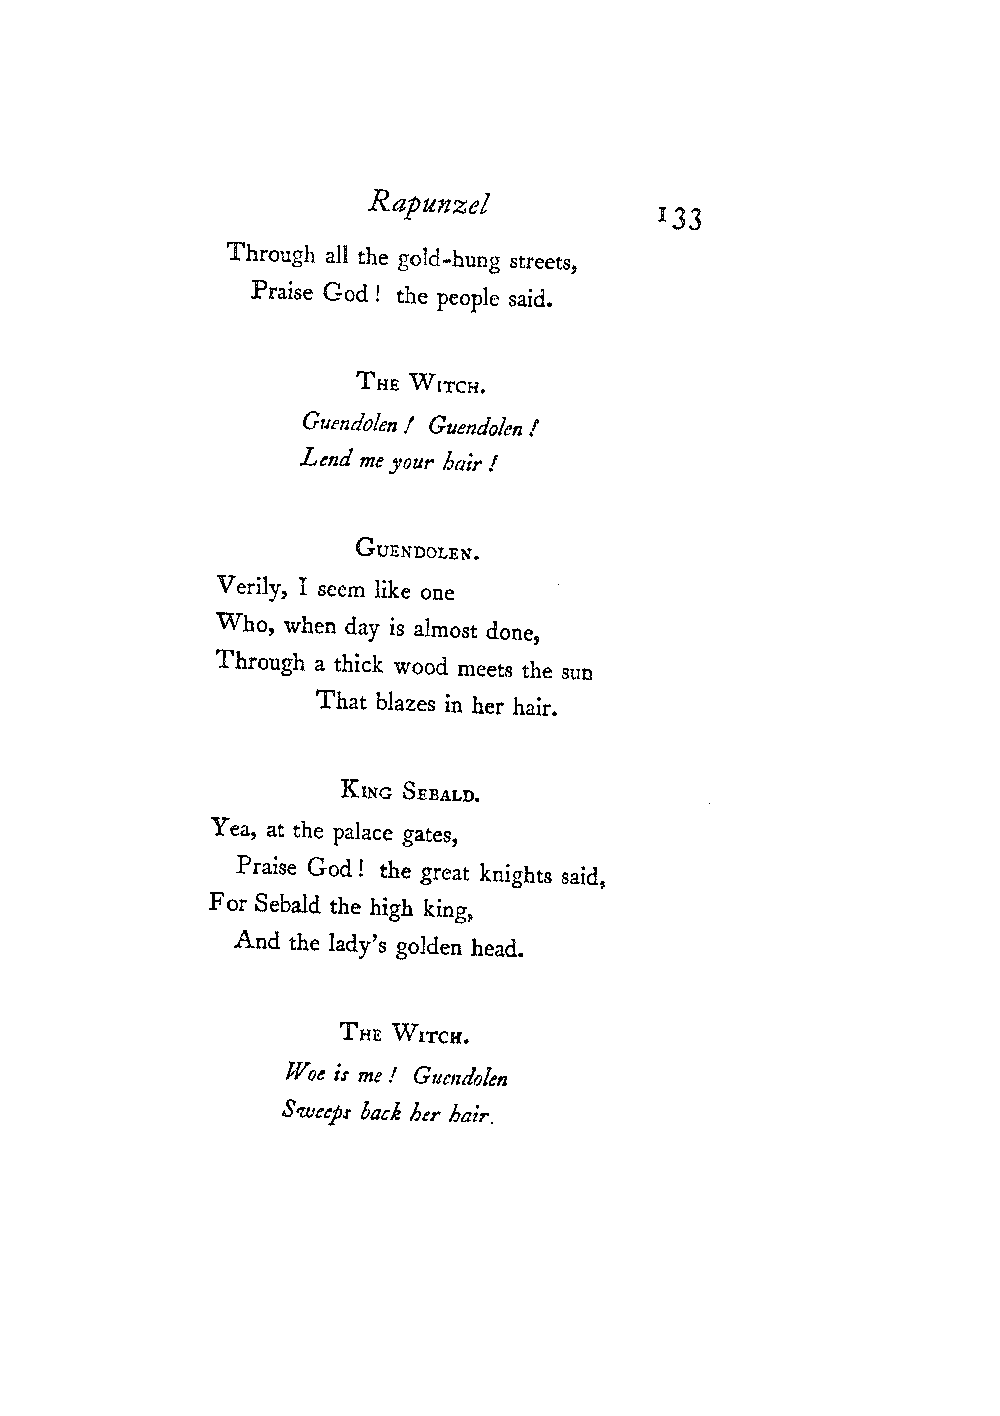 Rapunzel 133
Through all the gold-hung streets,
Praise God ! the people said.
The Witch.
Guendolen ! Guendolen !
Lend me your hair !
Guendolen.
Verily, I seem like one
Who, when day is almost done,
Through a thick wood meets the sun
That blazes in her hair.
King Sebald.
Yea, at the palace gates,
Praise God ! the great knights said,
For Sebald the high king,
And the lady's golden head.
The Witch.
Woe is me ! Guendolen
Sweeps back her hair.